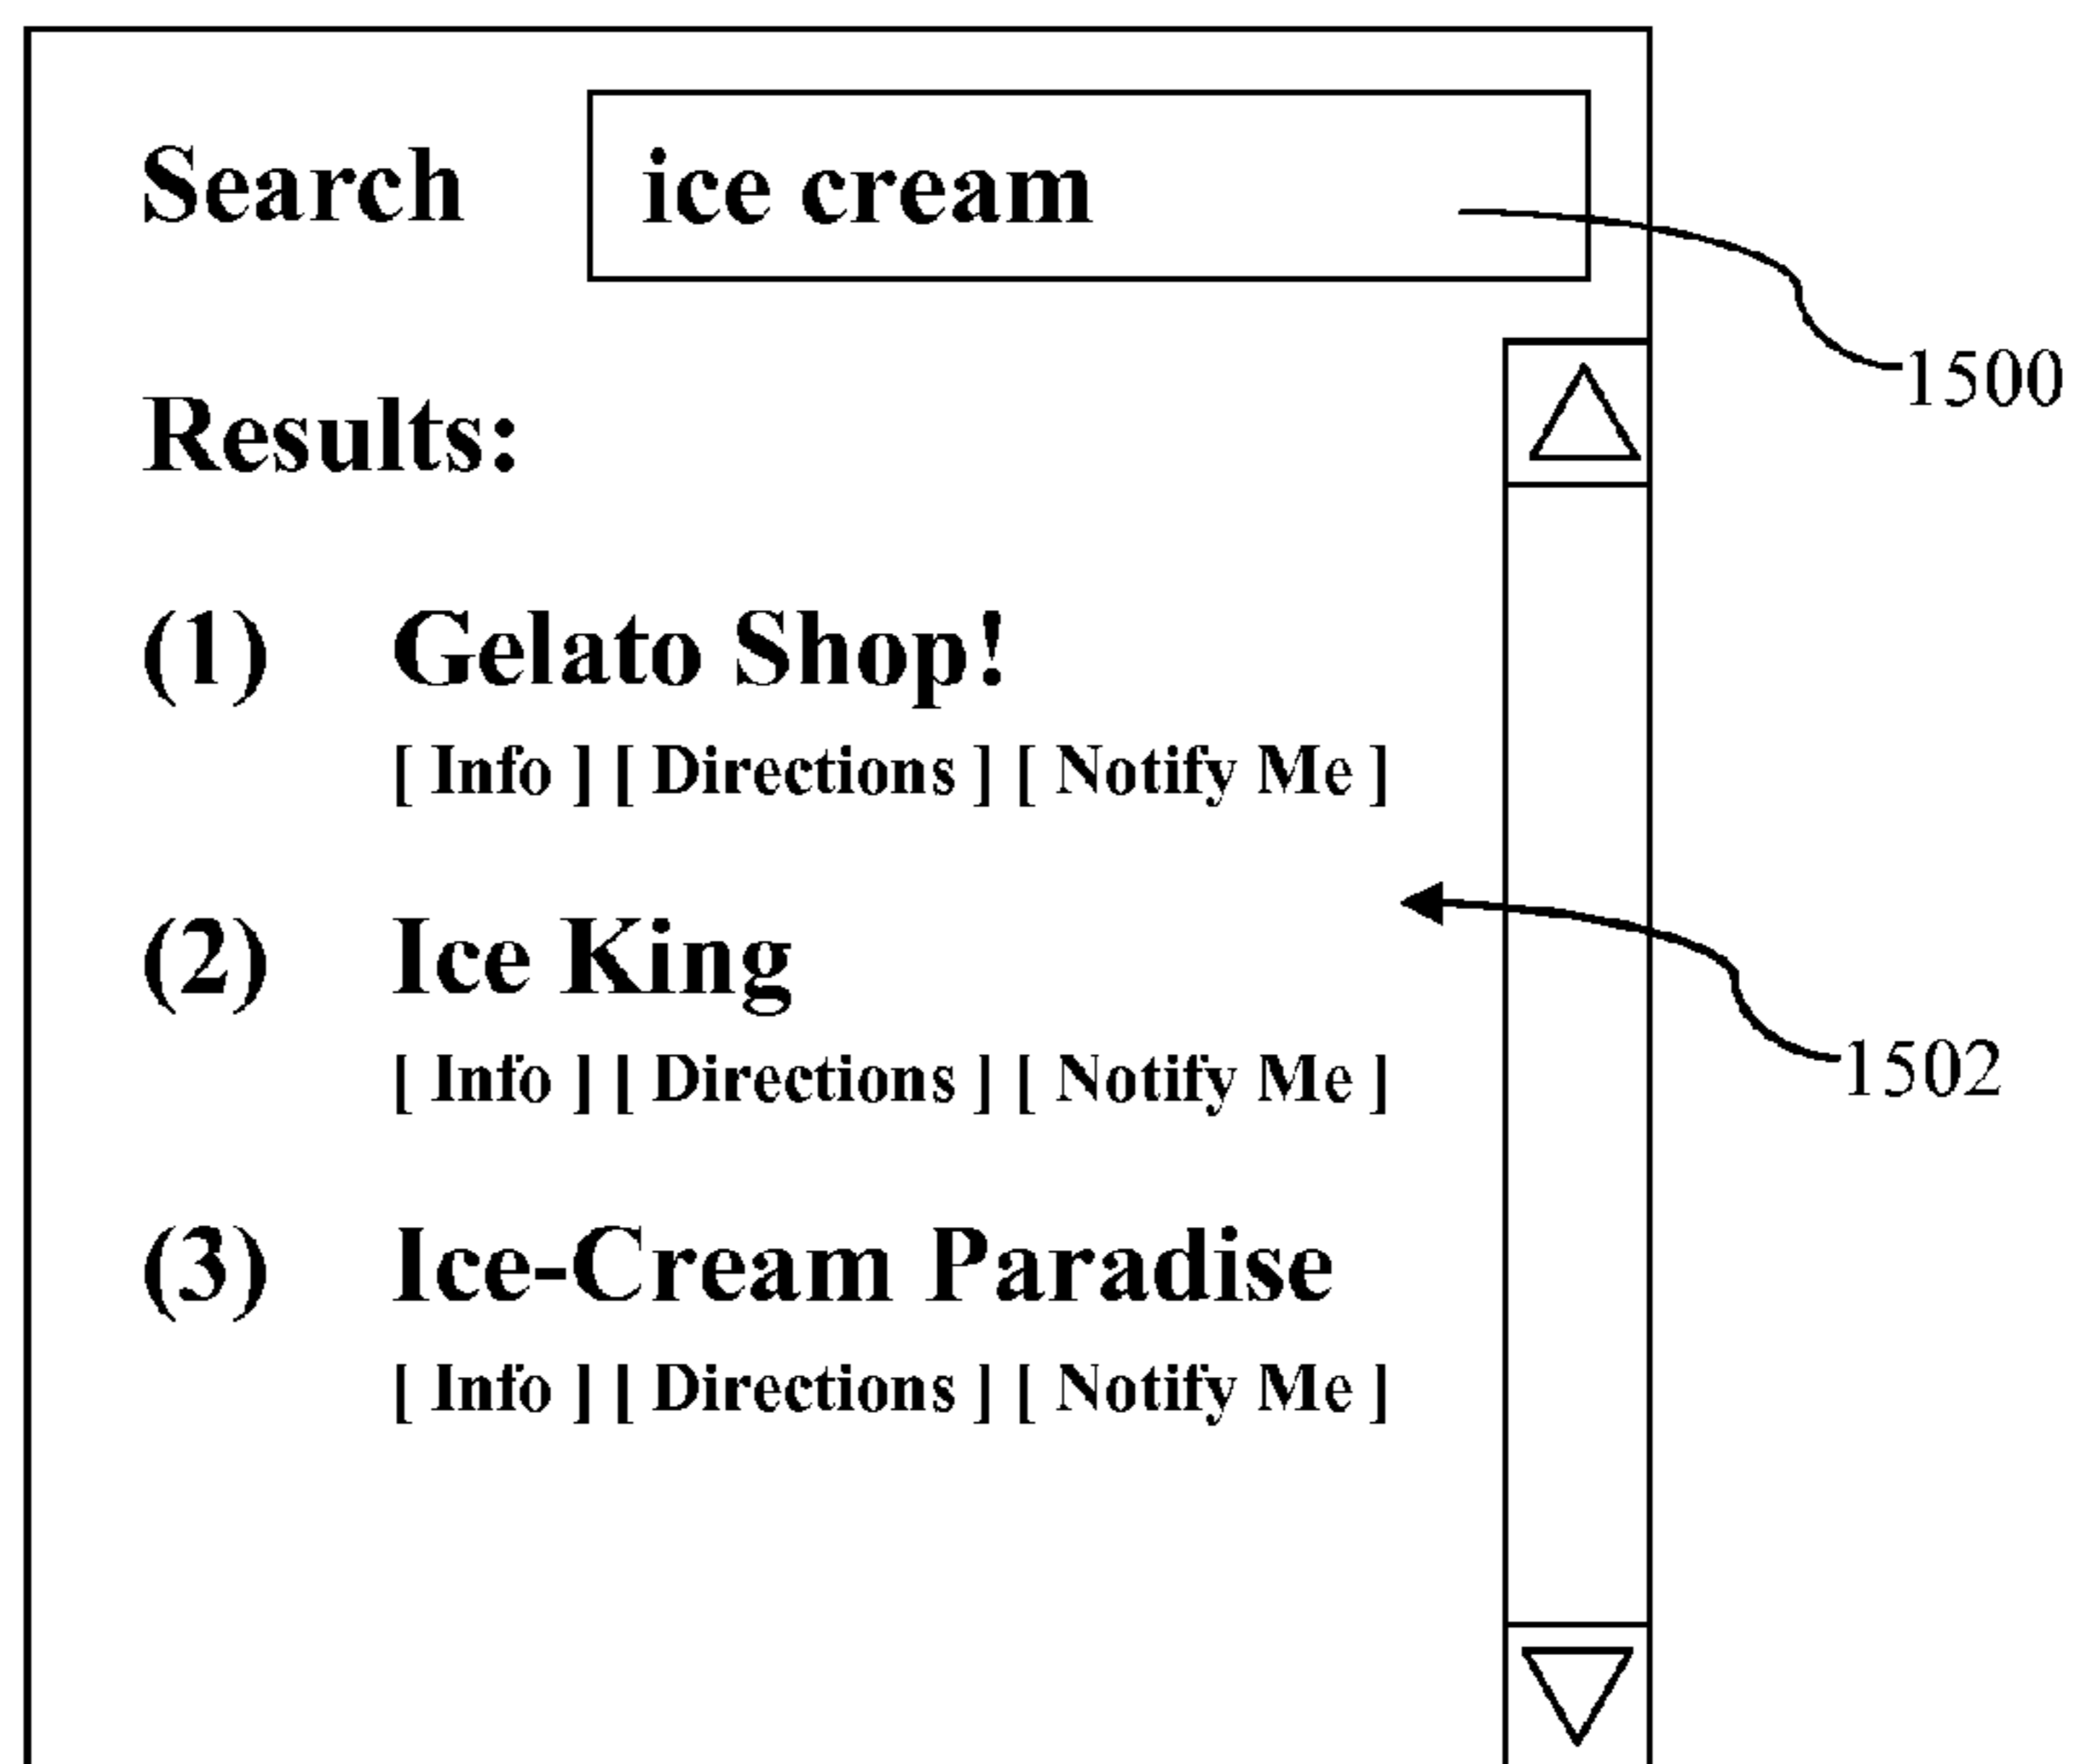 Search ice cream
1500
Results:
(1) Gelato Shop!
[ Info ] [ Directions ] [ Notify Me ]
(2) Ice King
[ Info ] [ Directions ] [ Notify Me ]
1502
(3) Ice-Cream Paradise
[ Info ] [ Directions ] [ Notify Me ]